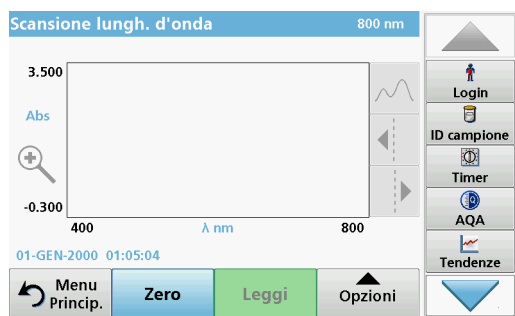 Scansione lungh. d'onda 800 nm
3.500
Abs
-0.300
400 λ nm 800
01-GEN-2000 01:05:04
Menu Princip.
Zero
Leggi
Opzioni
Login
ID campione
Timer
AQA
Tendenze